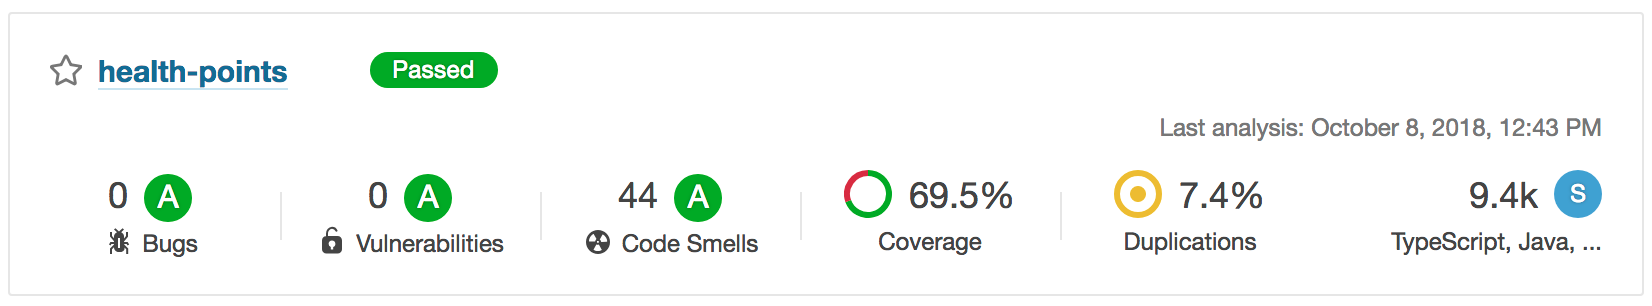 health-points Passed
Last analysis: October 8, 2018, 12:43 PM
0 A 0 A 44 A 69.5% 7.4% 9.4k S
Bugs Vulnerabilities Code Smells Coverage Duplications TypeScript, Java, ...